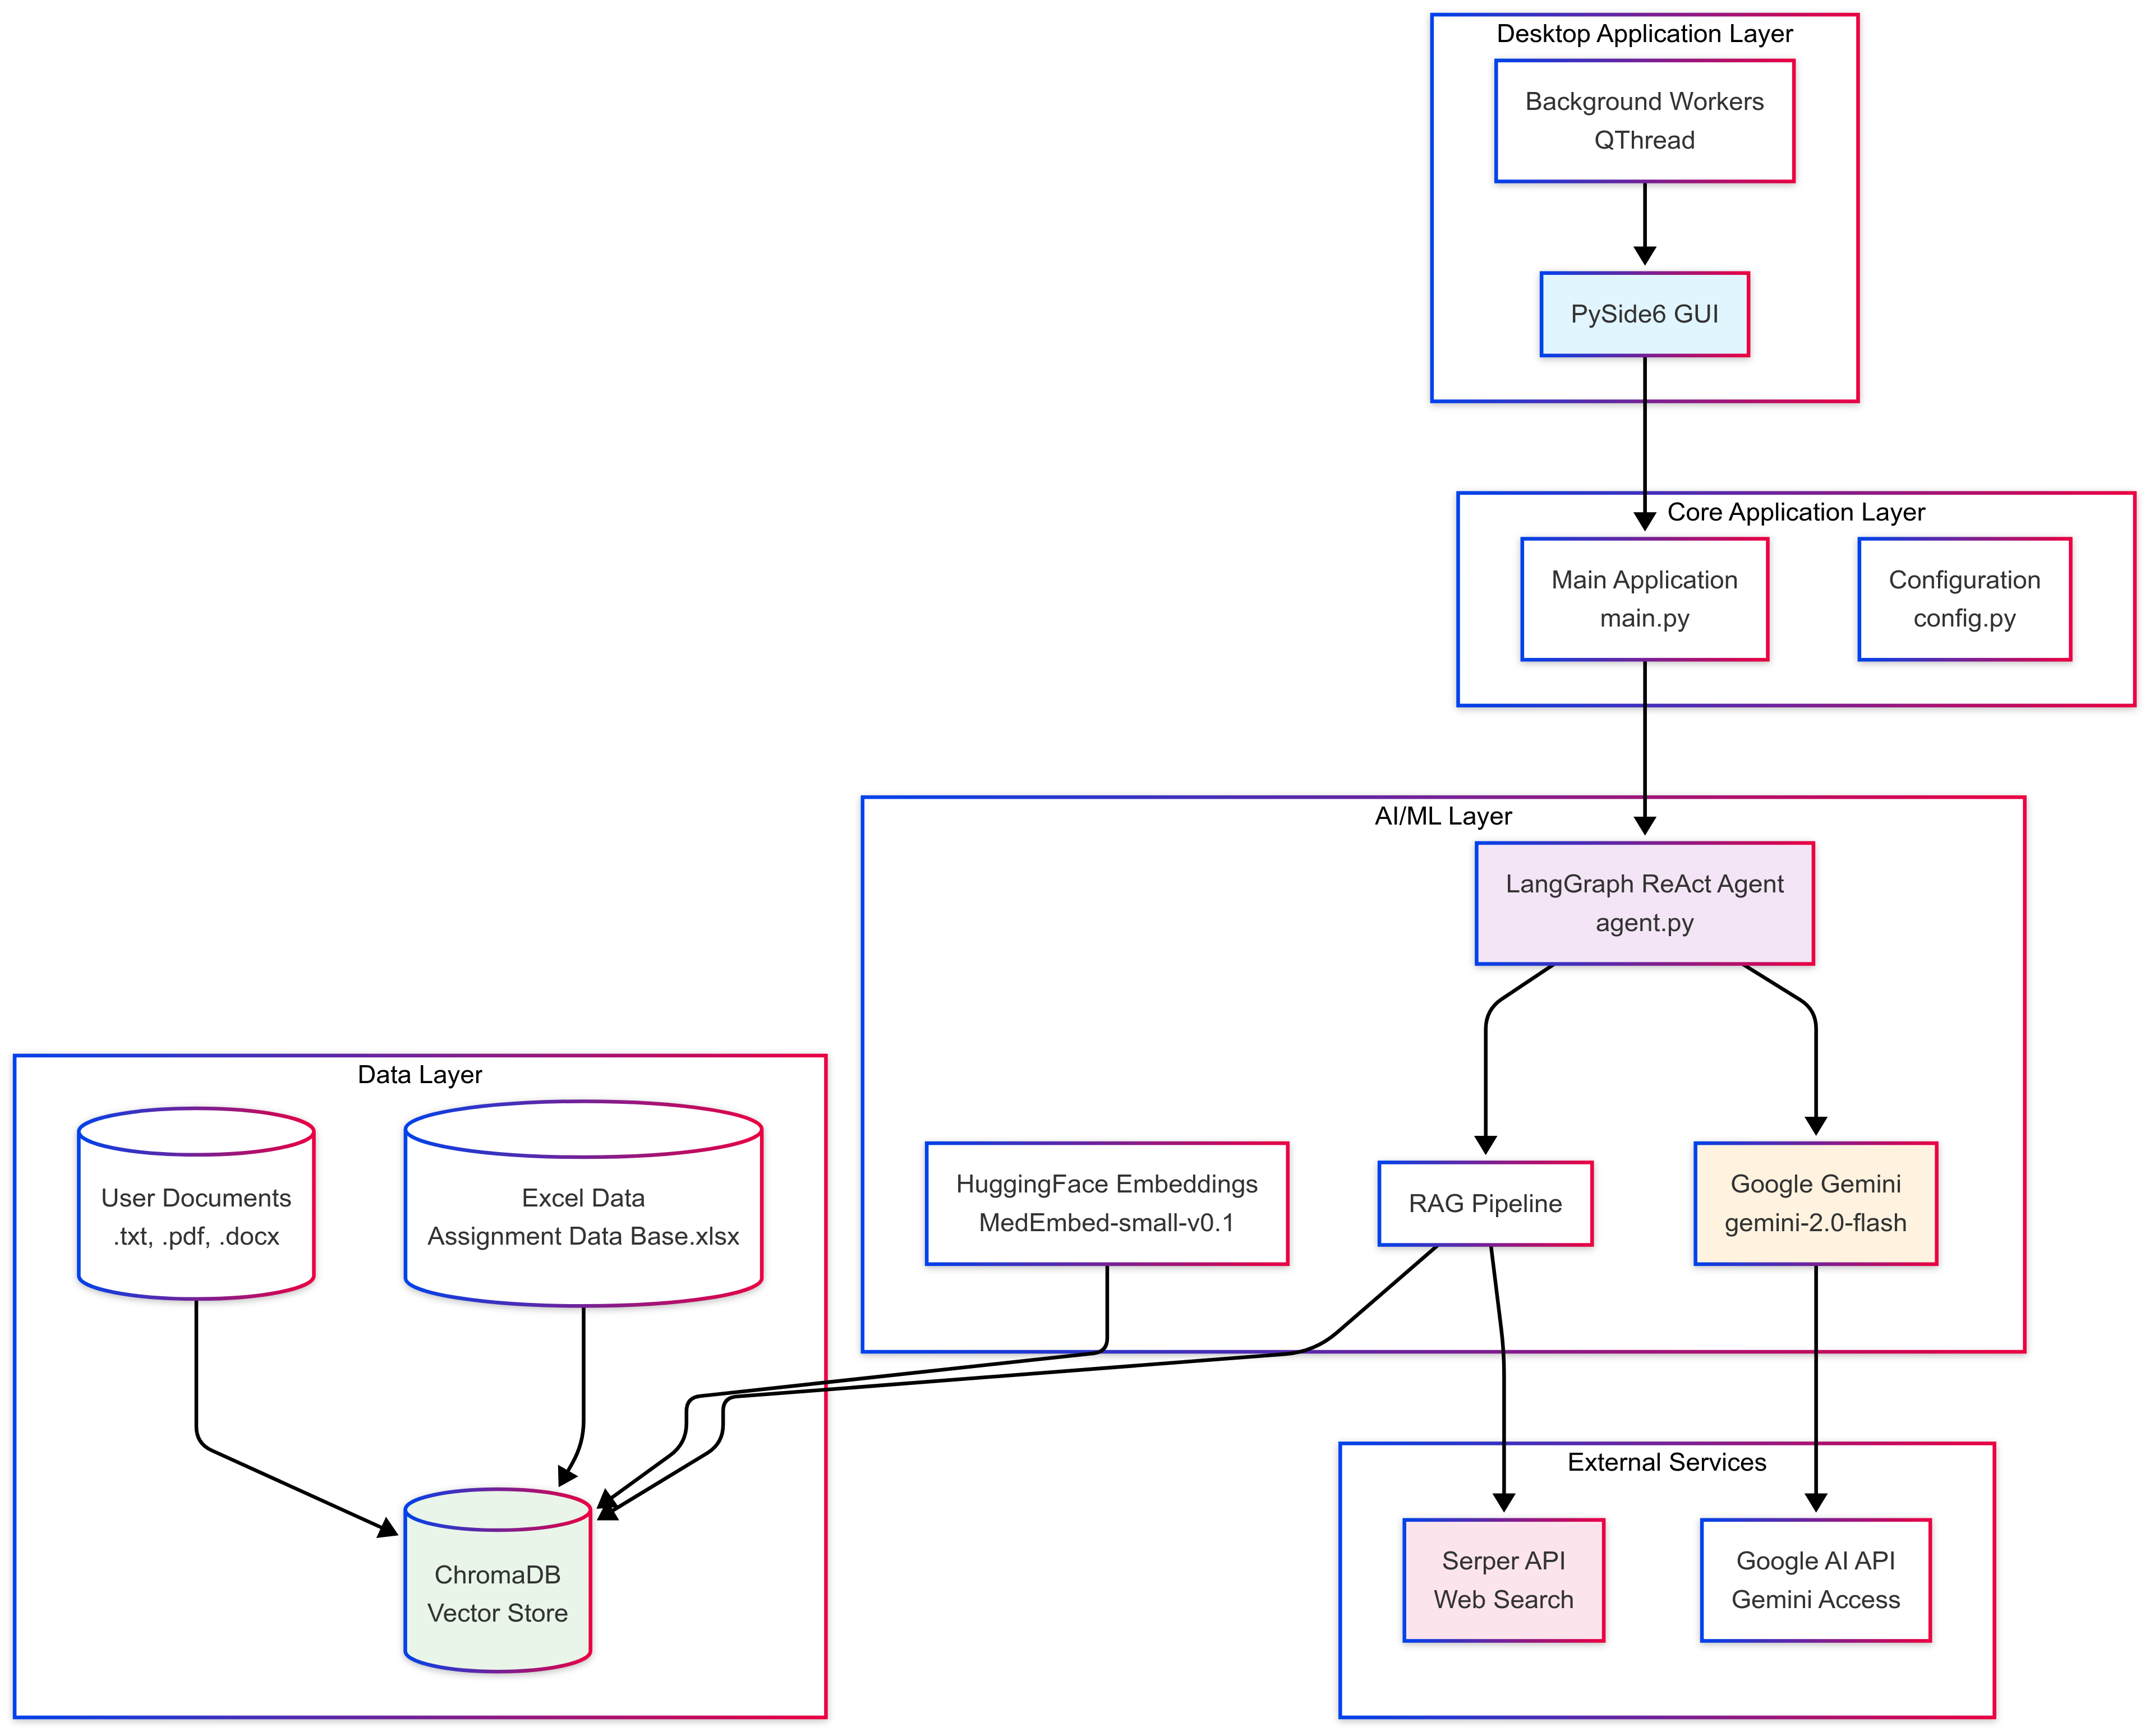 Desktop Application Layer
Background Workers
QThread
PySide6 GUI
Core Application Layer
Main Application
main.py
Configuration
config.py
AI/ML Layer
LangGraph ReAct Agent
agent.py
HuggingFace Embeddings
MedEmbed-small-v0.1
RAG Pipeline
Google Gemini
gemini-2.0-flash
Data Layer
User Documents
.txt, .pdf, .docx
Excel Data
Assignment Data Base.xlsx
ChromaDB
Vector Store
External Services
Serper API
Web Search
Google AI API
Gemini Access